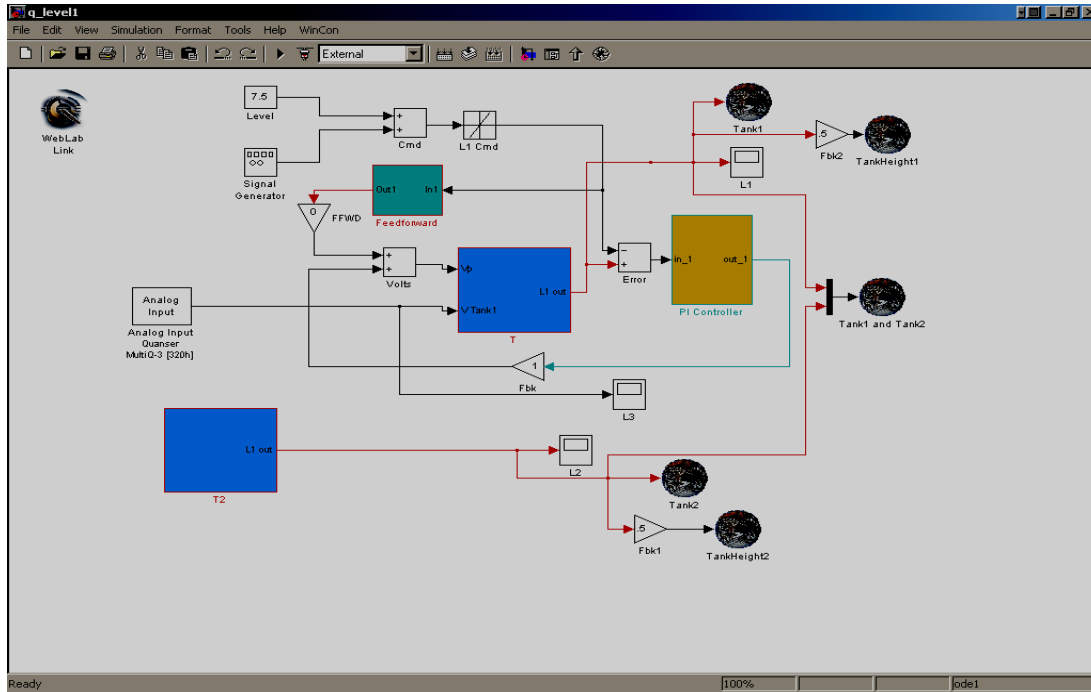 q_level1
File Edit View Simulation Format Tools Help WinCon
External
WebLab
Link
7.5
Level
Signal
Generator
+
+
Cmd
L1 Cmd
Tank1
.5
Fbk2
TankHeight1
L1
Out1
In1
Feedforward
0
FFWD
+
+
Volts
Vp
V Tank1
L1 out
T
−
+
Error
in_1
out_1
PI Controller
Tank1 and Tank2
Analog
Input
Analog Input
Quanser
MultiQ-3 [320h]
1
Fbk
L3
L1 out
T2
L2
Tank2
.5
Fbk1
TankHeight2
Ready
100%
ode1